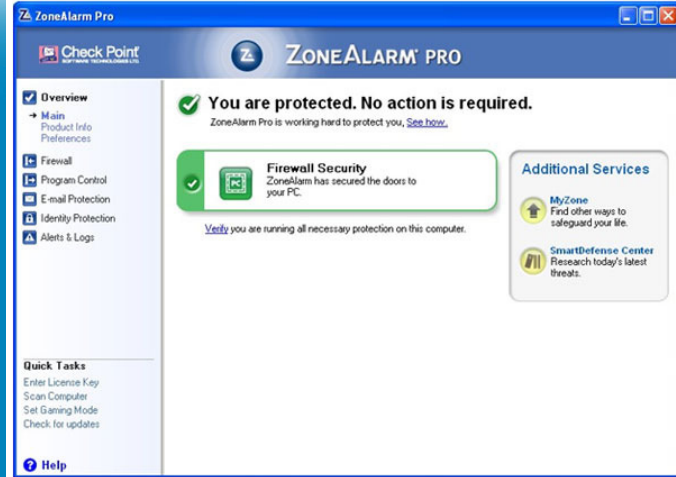 ZoneAlarm Pro
Check Point
SOFTWARE TECHNOLOGIES LTD.
ZONEALARM PRO
Overview
Main
Product Info
Preferences
Firewall
Program Control
E-mail Protection
Identity Protection
Alerts & Logs
Quick Tasks
Enter License Key
Scan Computer
Set Gaming Mode
Check for updates
Help
You are protected. No action is required.
ZoneAlarm Pro is working hard to protect you, See how.
Firewall Security
ZoneAlarm has secured the doors to
your PC.
Verify you are running all necessary protection on this computer.
Additional Services
MyZone
Find other ways to
safeguard your life.
SmartDefense Center
Research today's latest
threats.